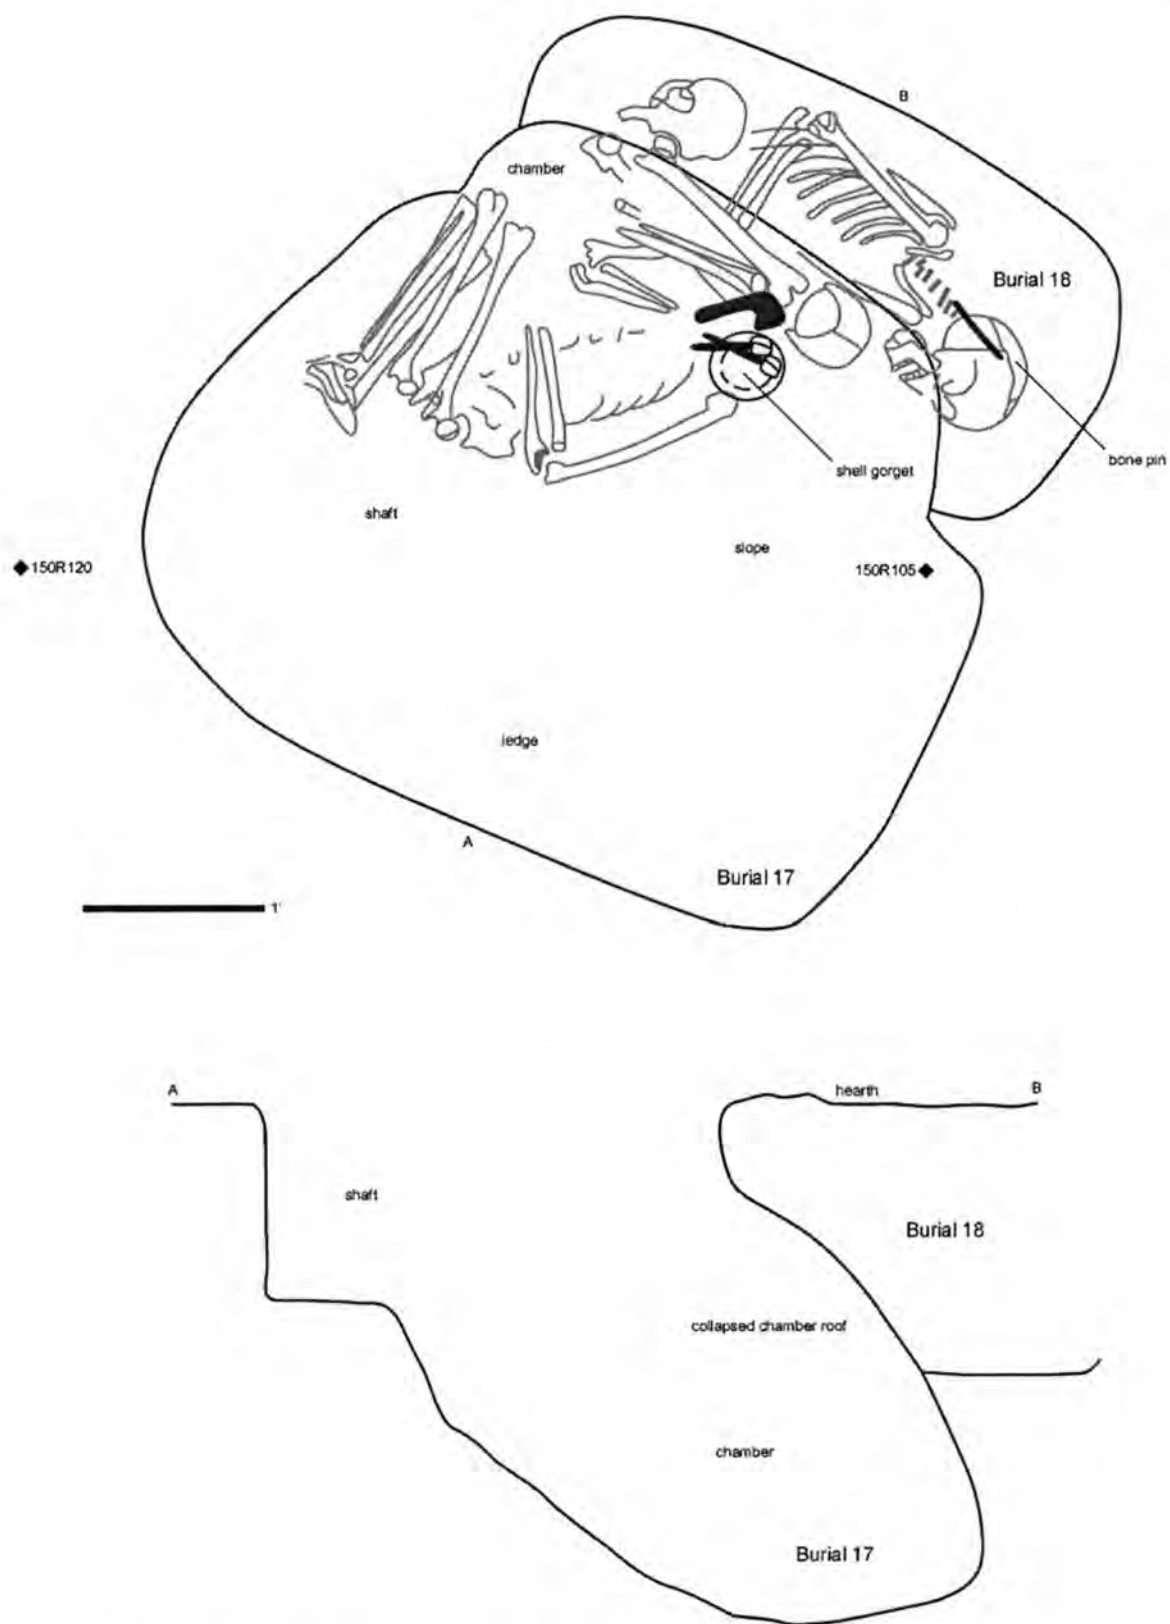 B
chamber
Burial 18
bone pin
shell gorget
shaft
slope
150R120
150R105
ledge
A
Burial 17
1'
A
hearth
B
shaft
Burial 18
collapsed chamber roof
chamber
Burial 17